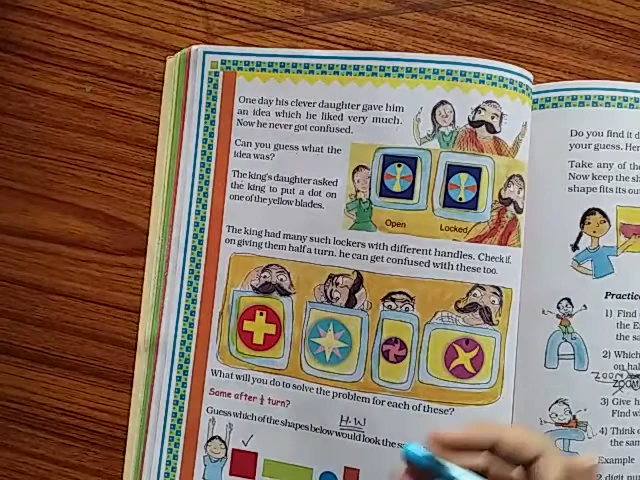 One day his clever daughter gave him
an idea which he liked very much.
Now he never got confused.
Can you guess what the
idea was?
The king's daughter asked
the king to put a dot on
one of the yellow blades.
Open
Locked
The king had many such lockers with different handles. Check if,
on giving them half a turn, he can get confused with these too.
What will you do to solve the problem for each of these?
Same after ½ turn?
H.W
Guess which of the shapes below would look the
Do you find it d
your guess. Her
Take any of the
Now keep the sh
shape fits its ou
Practice
1) Find
the E
the sa
2) Which
on hal
ZOOM
3) Give h
Find w
4) Think
the sam
Example
2 digit nu